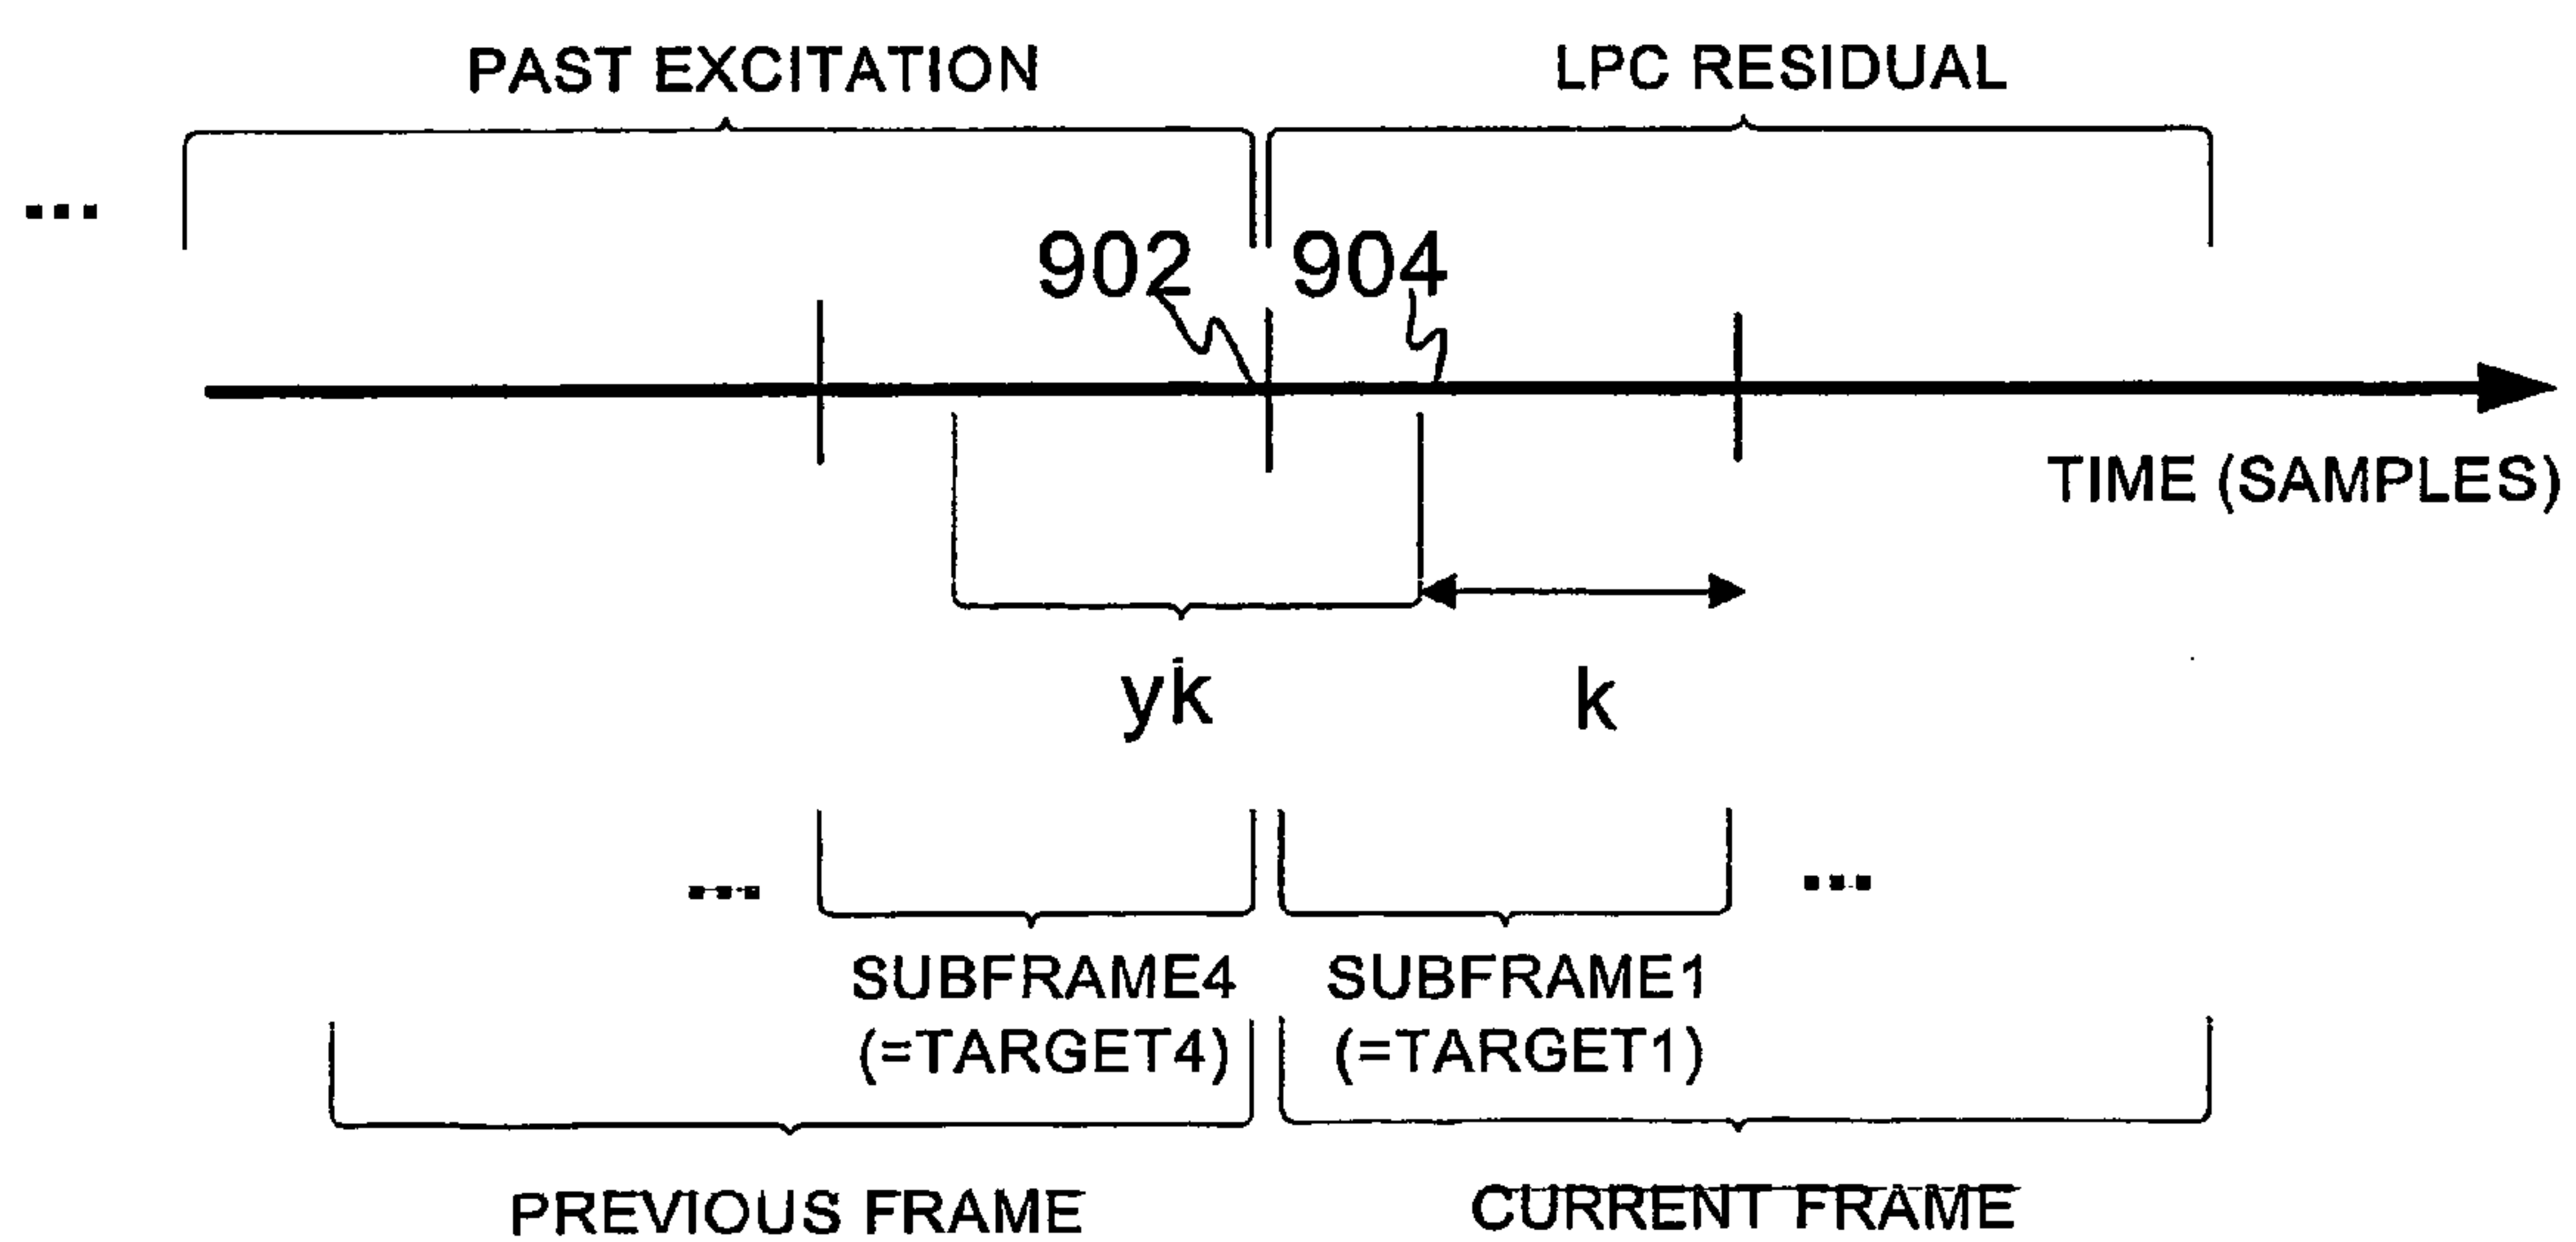 PAST EXCITATION
LPC RESIDUAL
...
902
904
TIME (SAMPLES)
yk
k
...
...
SUBFRAME4
(=TARGET4)
SUBFRAME1
(=TARGET1)
PREVIOUS FRAME
CURRENT FRAME